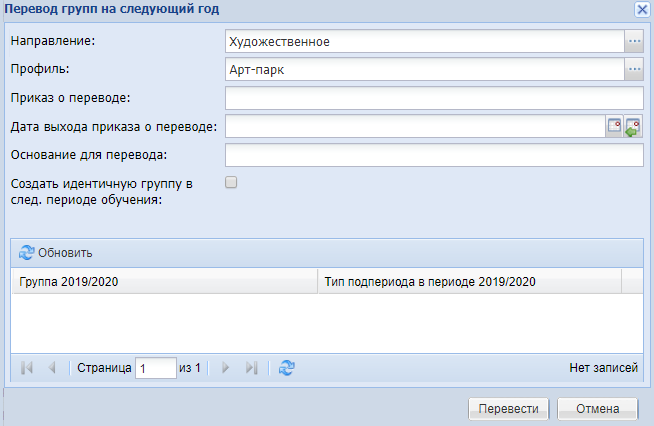 Перевод групп на следующий год
Направление:
Художественное
Профиль:
Арт-парк
Приказ о переводе:
Дата выхода приказа о переводе:
Основание для перевода:
Создать идентичную группу в
след. периоде обучения:
Обновить
Группа 2019/2020 Тип подпериода в периоде 2019/2020
Страница 1 из 1 Нет записей
Перевести Отмена